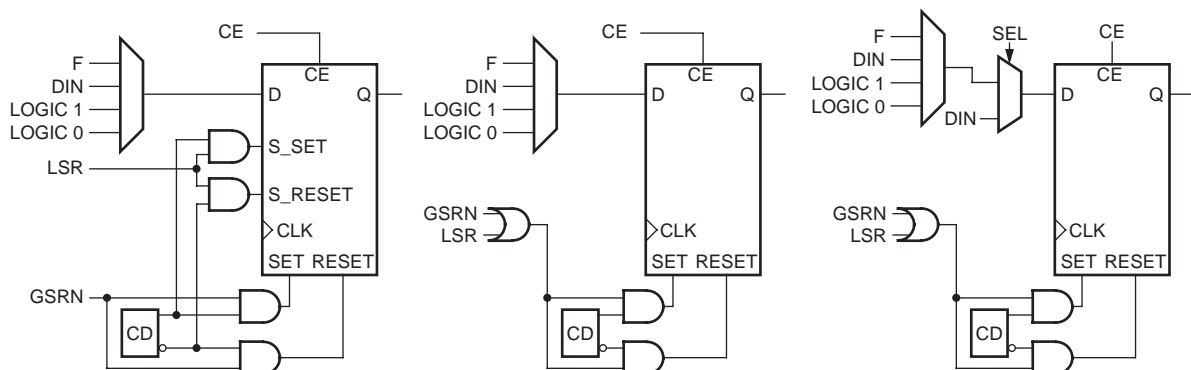 CE
F
DIN
LOGIC 1
LOGIC 0
CE
D
Q
LSR
S_SET
S_RESET
CLK
SET RESET
GSRN
CD
CE
F
DIN
LOGIC 1
LOGIC 0
CE
D
Q
GSRN
LSR
CLK
SET RESET
CD
F
DIN
LOGIC 1
LOGIC 0
SEL
DIN
CE
CE
D
Q
GSRN
LSR
CLK
SET RESET
CD